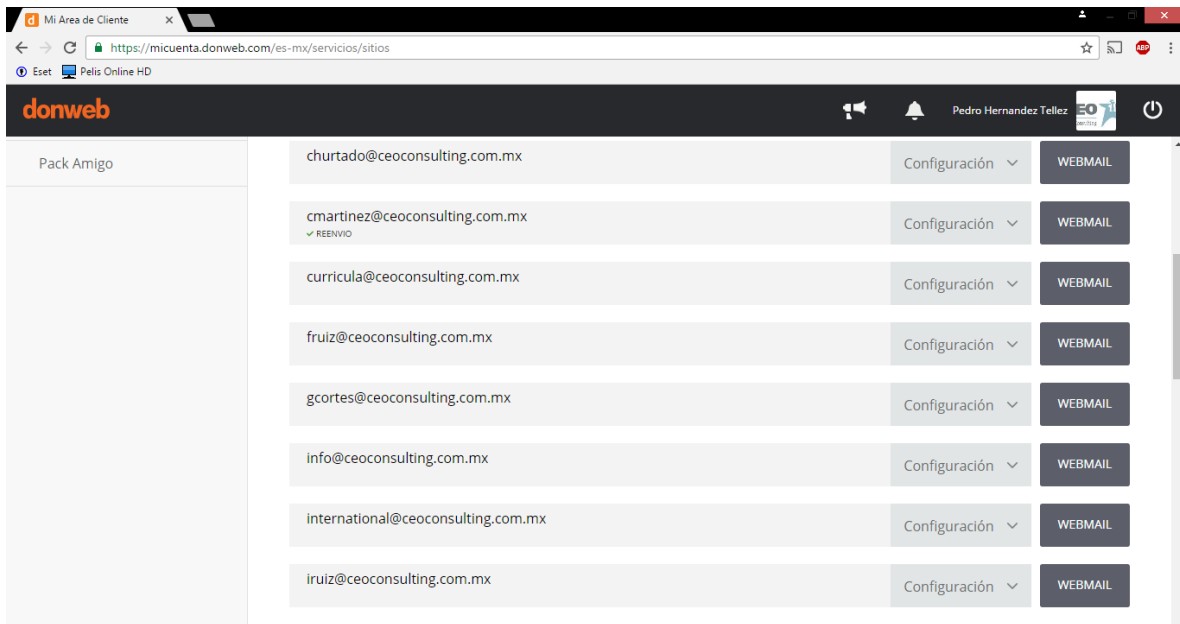 Mi Area de Cliente
https://micuenta.donweb.com/es-mx/servicios/sitios
ABP
Eset Pelis Online HD
donweb
Pedro Hernandez Tellez
EO
Pack Amigo
churtado@ceoconsulting.com.mx Configuración WEBMAIL
cmartinez@ceoconsulting.com.mx Configuración WEBMAIL
REENVIO
curricula@ceoconsulting.com.mx Configuración WEBMAIL
fruiz@ceoconsulting.com.mx Configuración WEBMAIL
gcortes@ceoconsulting.com.mx Configuración WEBMAIL
info@ceoconsulting.com.mx Configuración WEBMAIL
international@ceoconsulting.com.mx Configuración WEBMAIL
iruiz@ceoconsulting.com.mx Configuración WEBMAIL